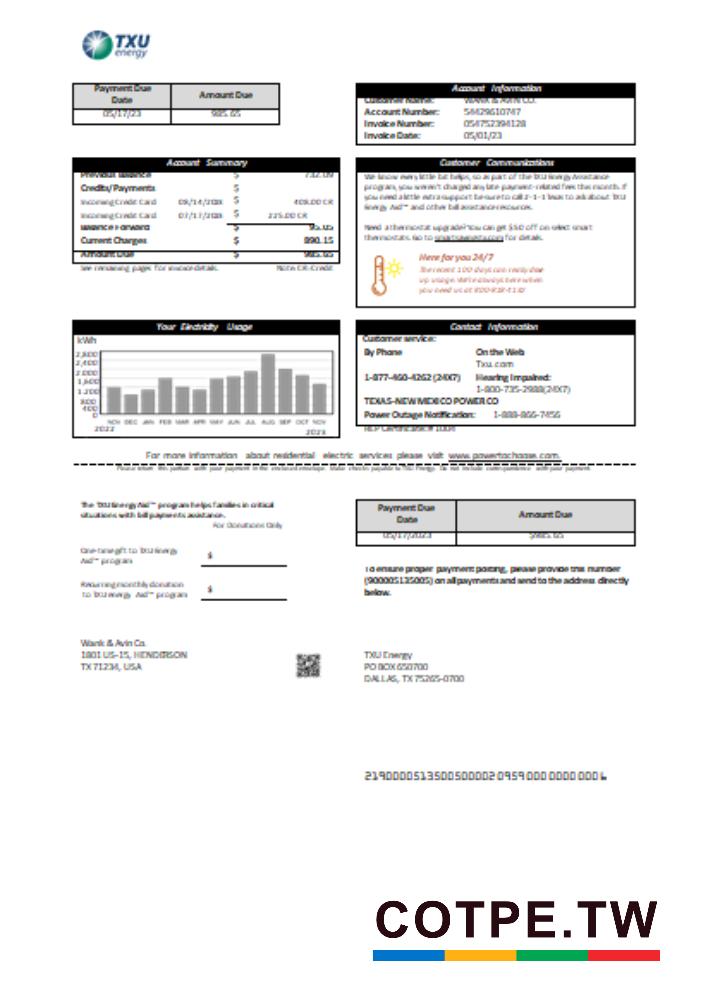 TXU
energy
Payment Due
Date
Amount Due
05/17/23
985.65
Account Information
Customer Name: WANK & AVIN CO.
Account Number: 54429610747
Invoice Number: 054752394128
Invoice Date: 05/01/23
Account Summary
Previous Balance $ 732.09
Credits/Payments $
Incoming Credit Card $ 409.00 CR
Incoming Credit Card 07/17/2023 $ 225.00 CR
Balance Forward $ 95.05
Current Charges $ 890.15
Amount Due $ 985.65
See remaining pages for invoice details. Note: CR-Credit
Customer Communications
We know every little bit helps, so as part of the TXU Energy Assistance
program, you weren't charged any late payment-related fees this month. If
you need a little extra support be sure to call 2-1-1 Texas to ask about TXU
Energy Aid℠ and other bill assistance resources.
Need a thermostat upgrade? You can get $50 off on select smart
thermostats. Go to for details.
Here for you 24/7
The recent 100 days can really drive
up usage. We're always here when
you need us at
Your Electricity Usage
kWh
2,800
2,400
2,000
1,600
1,200
800
400
0
NOV DEC JAN FEB MAR APR MAY JUN JUL AUG SEP OCT NOV
2022 2023
Contact Information
Customer service:
By Phone On the Web
Txu.com
1-877-460-4262 (24X7) Hearing Impaired:
1-800-735-2988(24X7)
TEXAS-NEW MEXICO POWER CO
Power Outage Notification: 1-888-866-7456
REP Certificate: # 1004
For more information about residential electric services please visit www.powertochoose.com.
Please return this portion with your payment in the enclosed envelope. Make checks payable to TXU Energy. Do not include correspondence with your payment
The TXU Energy Aid℠ program helps families in critical
situations with bill payments assistance.
For Donations Only
One-time gift to TXU Energy
Aid℠ program $
Recurring monthly donation
to TXU energy Aid℠ program $
Payment Due
Date
Amount Due
05/17/2023
$985.65
To ensure proper payment posting, please provide this number
(900005135005) on all payments and send to the address directly
below.
Wank & Avin Co.
1801 US-15, HENDERSON
TX 71234, USA
TXU Energy
PO BOX 650700
DALLAS, TX 75265-0700
COTPE.TW